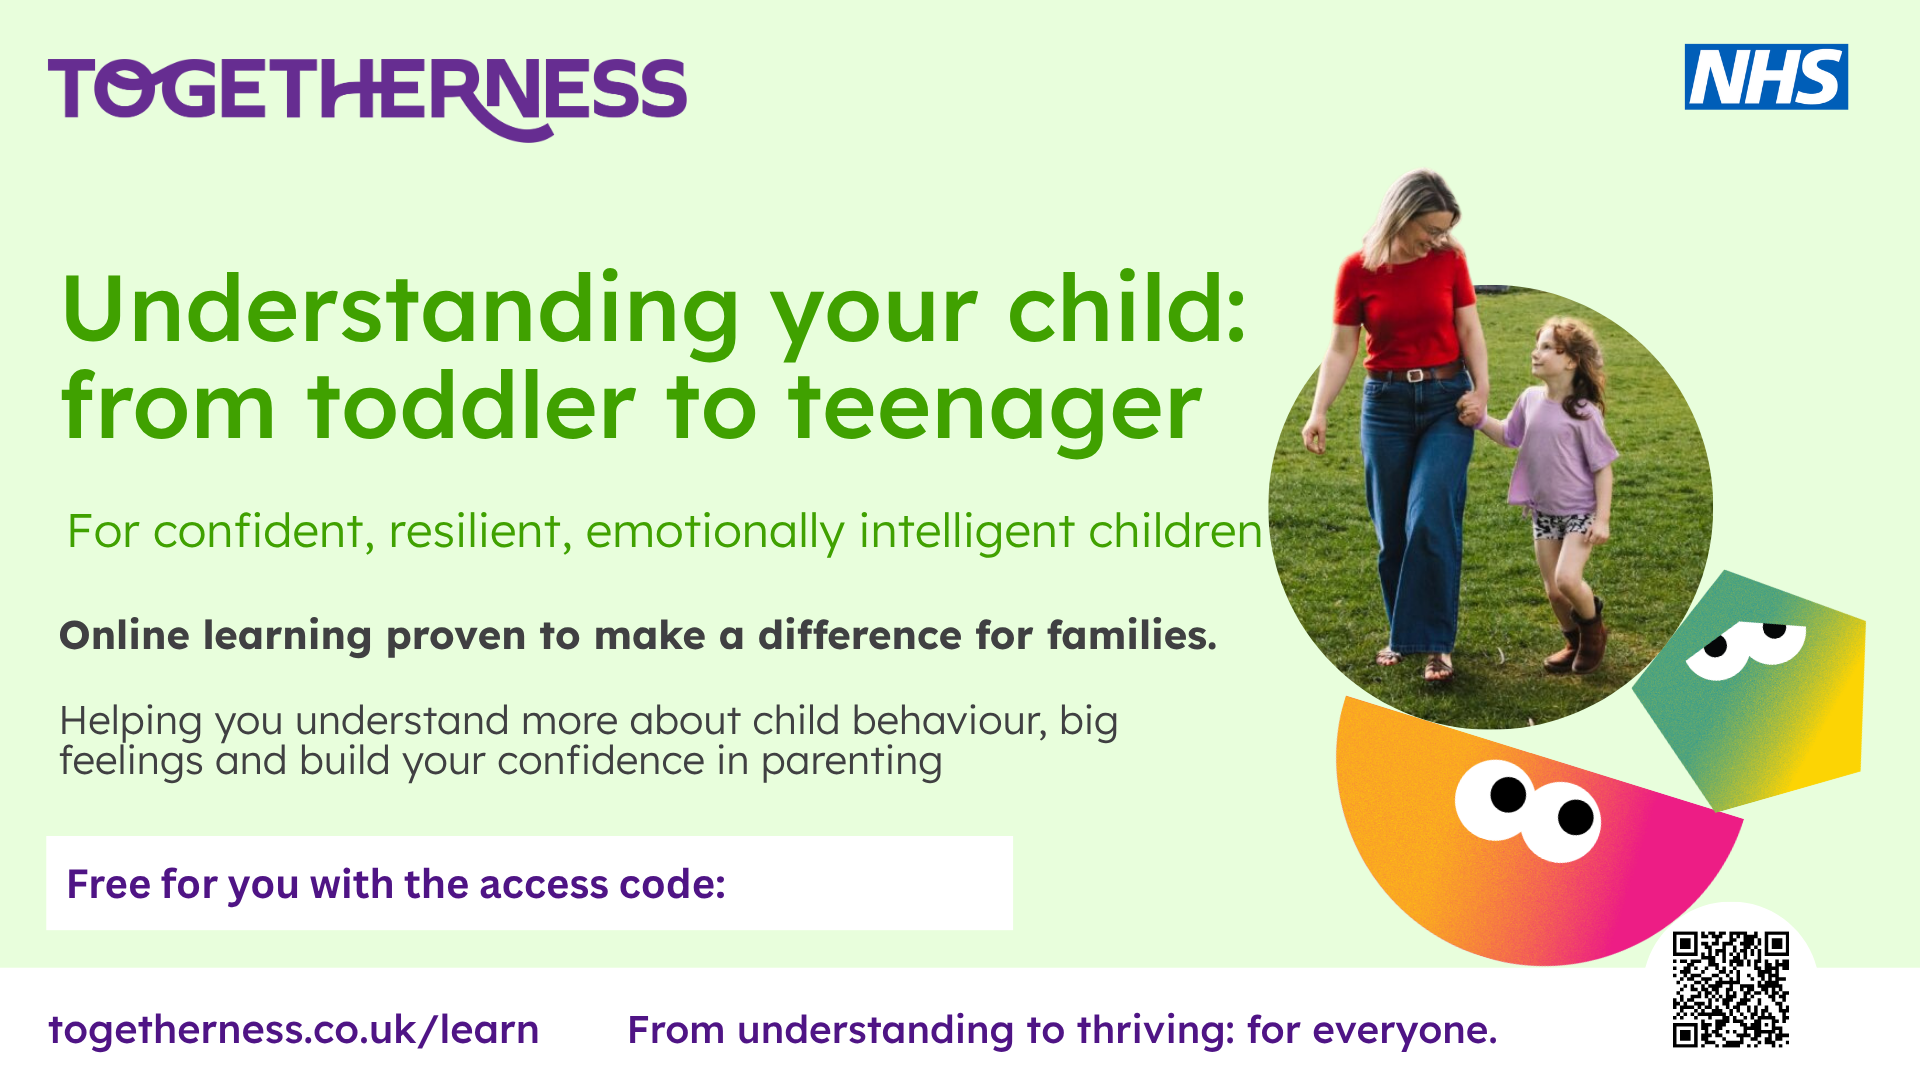 TOGETHERNESS
NHS
Understanding your child:
from toddler to teenager
For confident, resilient, emotionally intelligent children
Online learning proven to make a difference for families.
Helping you understand more about child behaviour, big
feelings and build your confidence in parenting
Free for you with the access code:
togetherness.co.uk/learn
From understanding to thriving: for everyone.